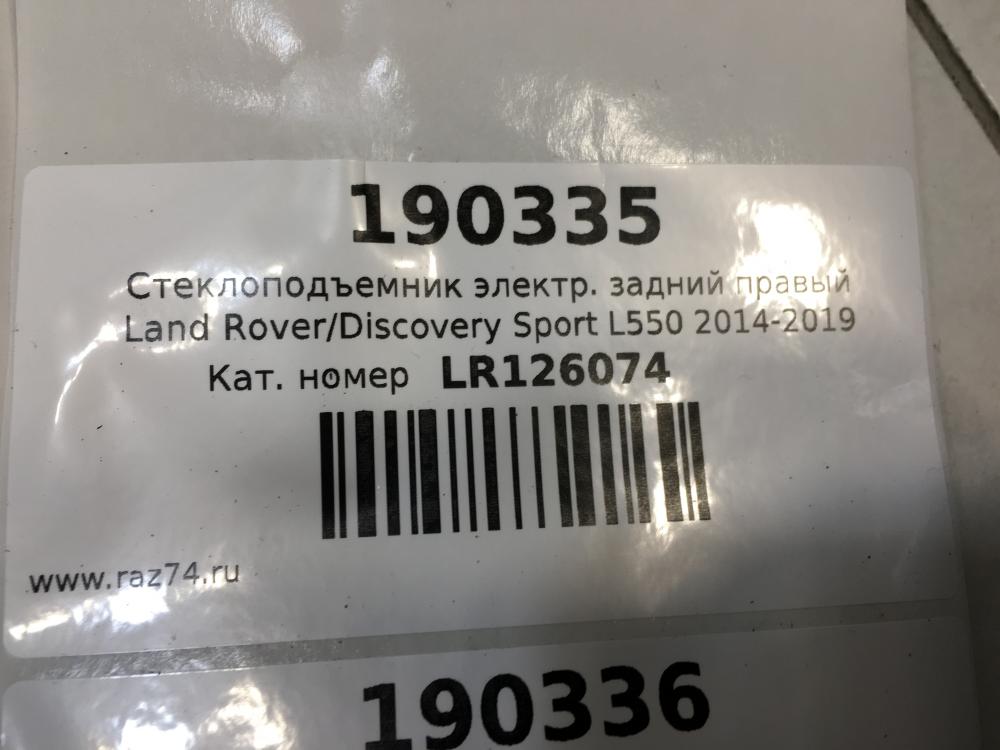 190335
Стеклоподъемник электр. задний правый
Land Rover/Discovery Sport L550 2014-2019
Кат. номер LR126074
www.raz74.ru
190336